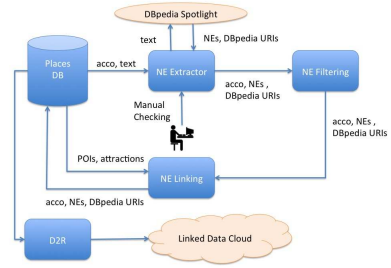 DBpedia Spotlight
text
NEs, DBpedia URIs
Places
DB
acco, text
NE Extractor
acco, NEs ,
DBpedia URIs
NE Filtering
Manual
Checking
acco, NEs ,
DBpedia URIs
POIs, attractions
NE Linking
acco, NEs, DBpedia URIs
D2R
Linked Data Cloud